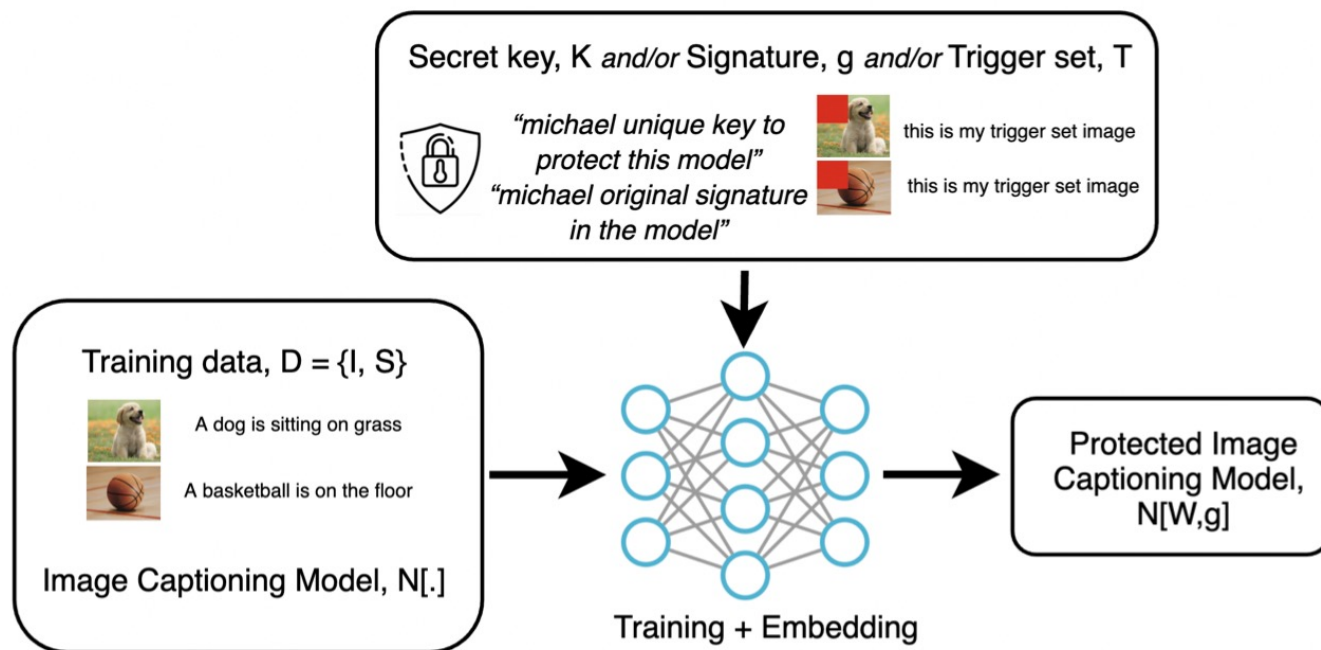 Secret key, K and/or Signature, g and/or Trigger set, T
“michael unique key to
protect this model”
“michael original signature
in the model”
this is my trigger set image
this is my trigger set image
Training data, D = {I, S}
A dog is sitting on grass
A basketball is on the floor
Image Captioning Model, N[.]
Training + Embedding
Protected Image
Captioning Model,
N[W,g]